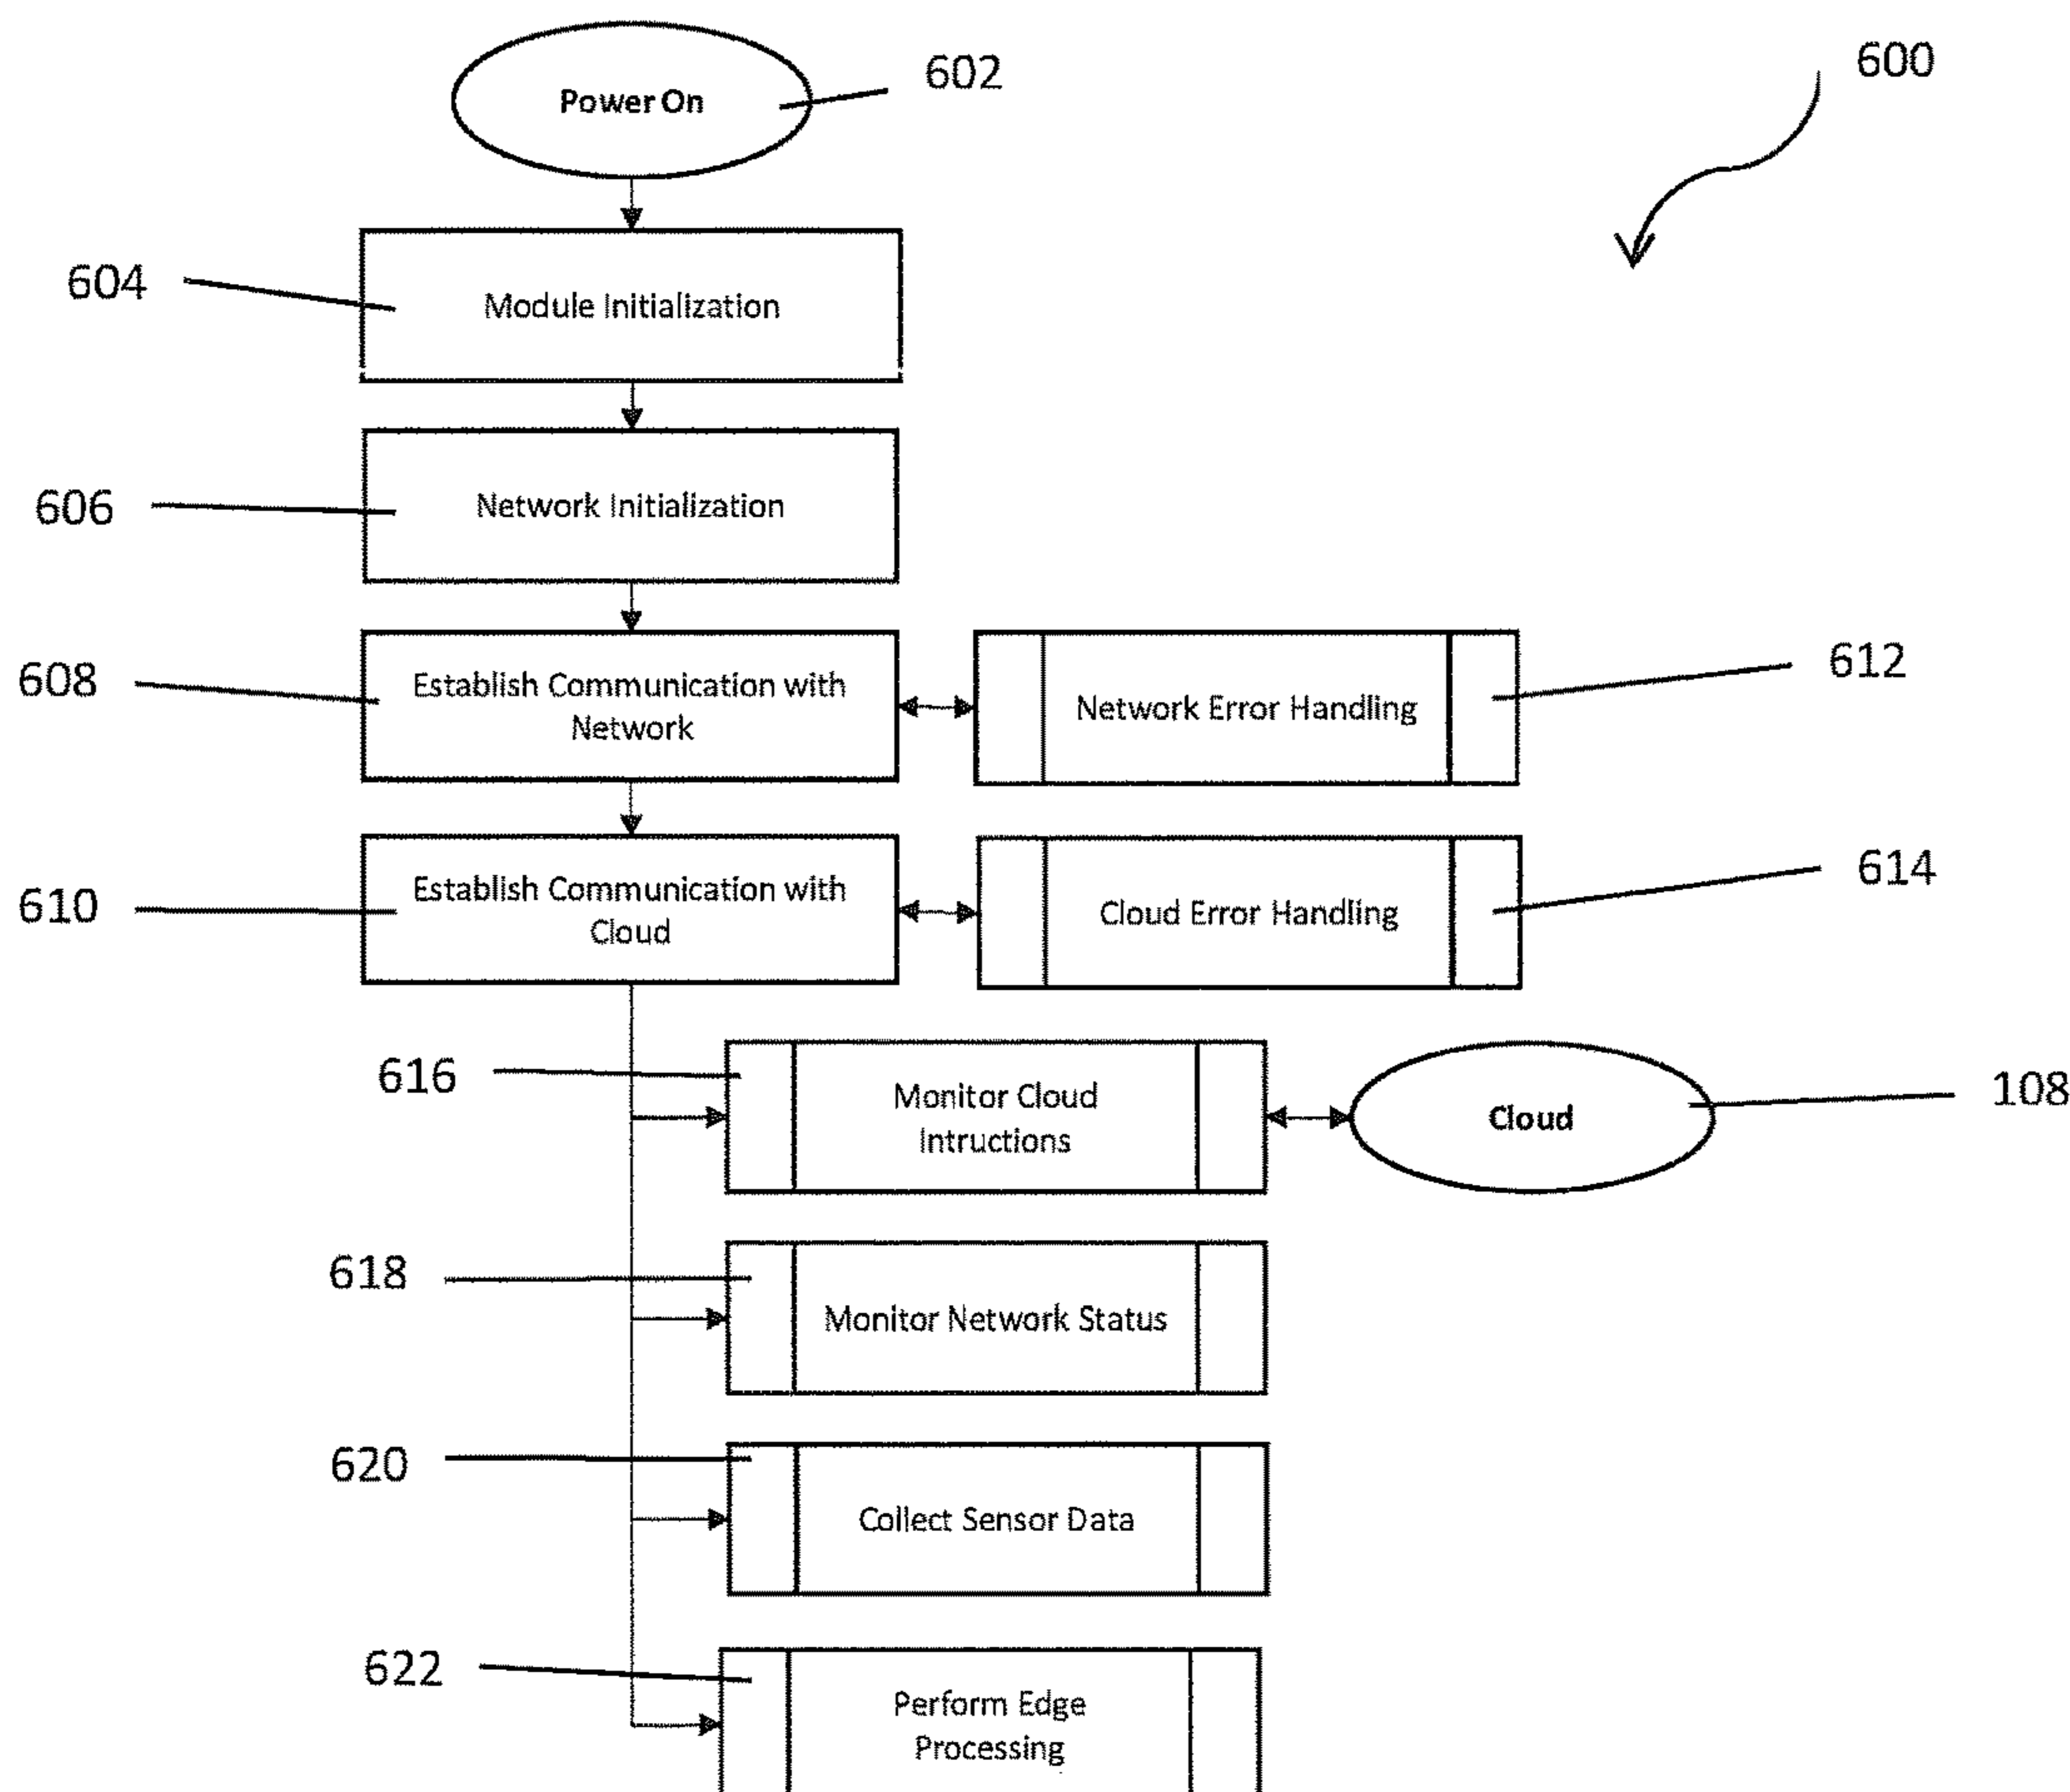 Power On
602
600
604
Module Initialization
606
Network Initialization
608
Establish Communication with
Network
Network Error Handling
612
610
Establish Communication with
Cloud
Cloud Error Handling
614
616
Monitor Cloud
Intructions
Cloud
108
618
Monitor Network Status
620
Collect Sensor Data
622
Perform Edge
Processing